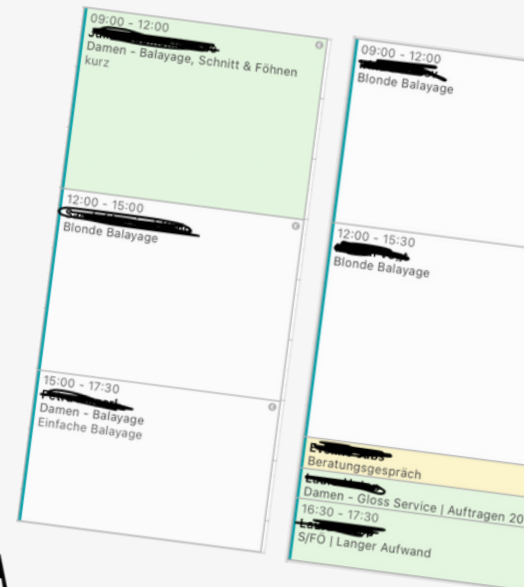 09:00 - 12:00
Damen - Balayage, Schnitt & Föhnen
kurz
12:00 - 15:00
Blonde Balayage
15:00 - 17:30
Damen - Balayage
Einfache Balayage
09:00 - 12:00
Blonde Balayage
12:00 - 15:30
Blonde Balayage
Beratungsgespräch
Damen - Gloss Service | Auftragen 20
16:30 - 17:30
S/FÖ | Langer Aufwand